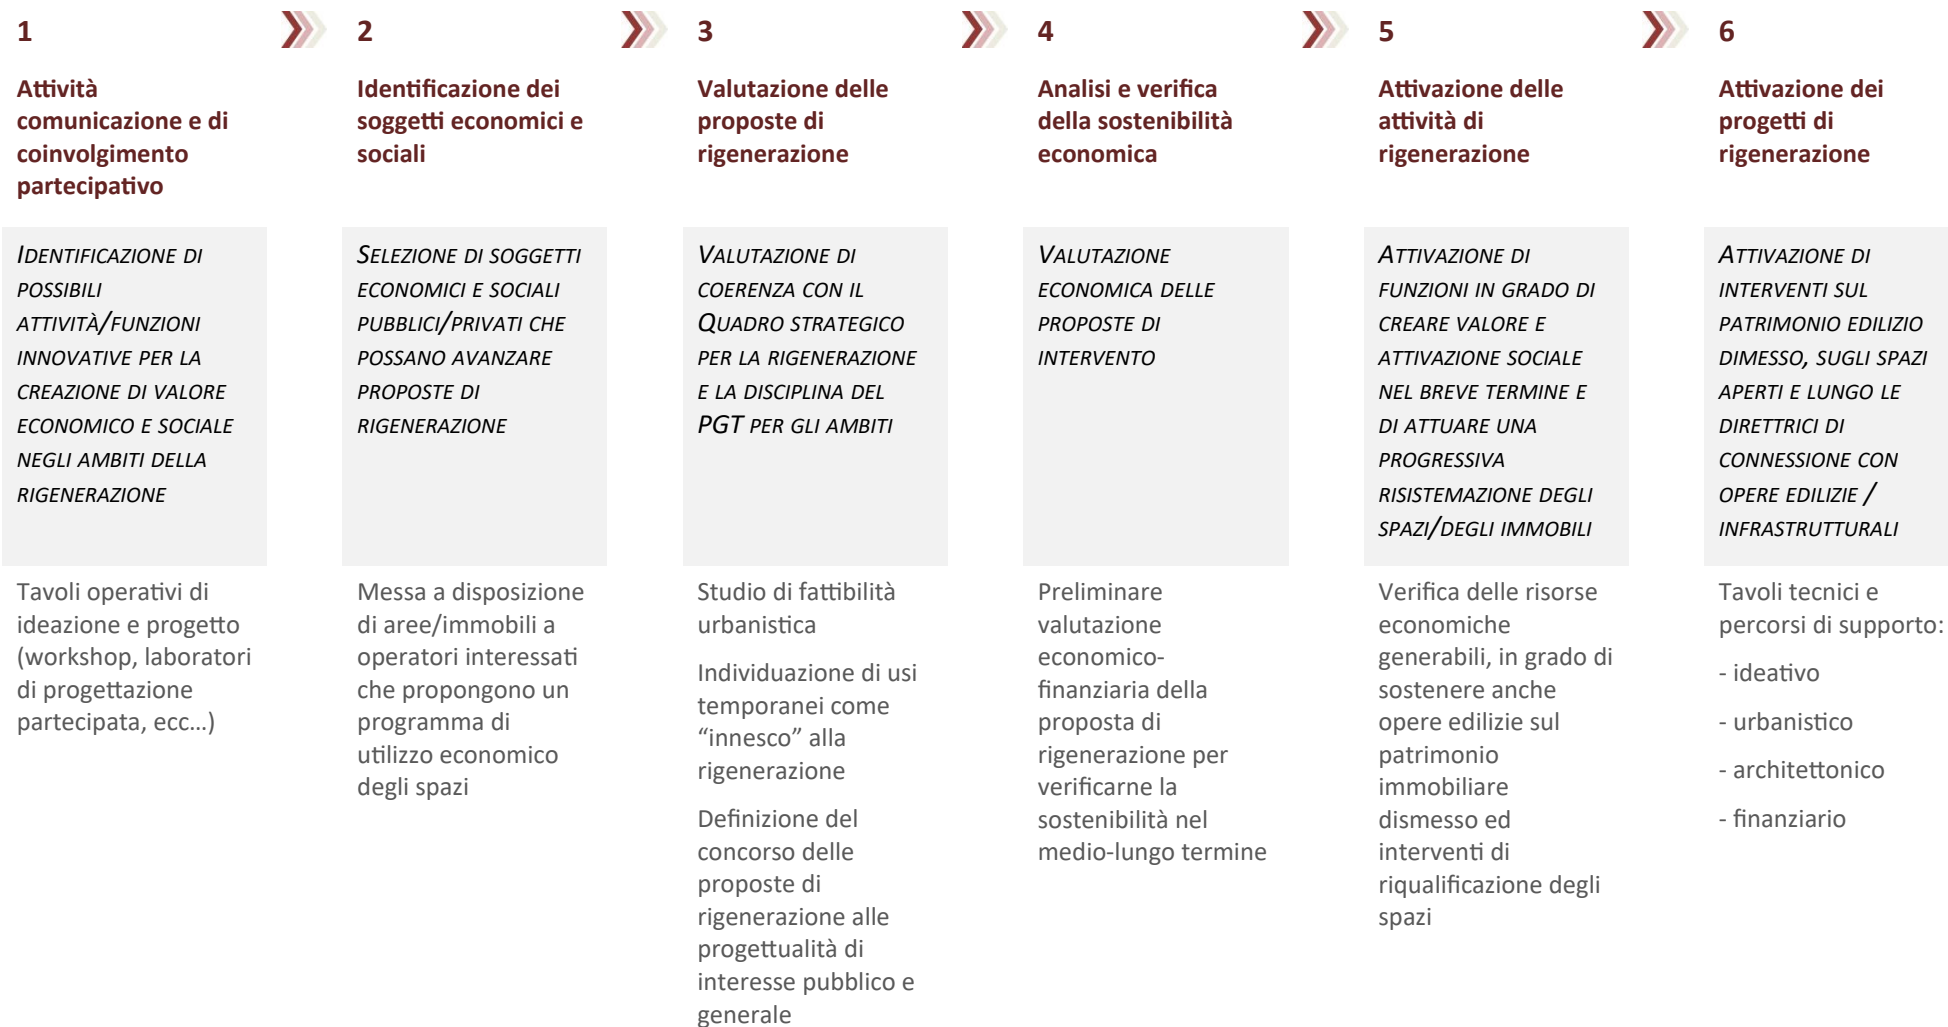 1
Attività
comunicazione e di
coinvolgimento
partecipativo
IDENTIFICAZIONE DI
POSSIBILI
ATTIVITÀ/FUNZIONI
INNOVATIVE PER LA
CREAZIONE DI VALORE
ECONOMICO E SOCIALE
NEGLI AMBITI DELLA
RIGENERAZIONE
Tavoli operativi di
ideazione e progetto
(workshop, laboratori
di progettazione
partecipata, ecc…)
2
Identificazione dei
soggetti economici e
sociali
SELEZIONE DI SOGGETTI
ECONOMICI E SOCIALI
PUBBLICI/PRIVATI CHE
POSSANO AVANZARE
PROPOSTE DI
RIGENERAZIONE
Messa a disposizione
di aree/immobili a
operatori interessati
che propongono un
programma di
utilizzo economico
degli spazi
3
Valutazione delle
proposte di
rigenerazione
VALUTAZIONE DI
COERENZA CON IL
QUADRO STRATEGICO
PER LA RIGENERAZIONE
E LA DISCIPLINA DEL
PGT PER GLI AMBITI
Studio di fattibilità
urbanistica
Individuazione di usi
temporanei come
“innesco” alla
rigenerazione
Definizione del
concorso delle
proposte di
rigenerazione alle
progettualità di
interesse pubblico e
generale
4
Analisi e verifica
della sostenibilità
economica
VALUTAZIONE
ECONOMICA DELLE
PROPOSTE DI
INTERVENTO
Preliminare
valutazione
economico-
finanziaria della
proposta di
rigenerazione per
verificarne la
sostenibilità nel
medio-lungo termine
5
Attivazione delle
attività di
rigenerazione
ATTIVAZIONE DI
FUNZIONI IN GRADO DI
CREARE VALORE E
ATTIVAZIONE SOCIALE
NEL BREVE TERMINE E
DI ATTUARE UNA
PROGRESSIVA
RISISTEMAZIONE DEGLI
SPAZI/DEGLI IMMOBILI
Verifica delle risorse
economiche
generabili, in grado di
sostenere anche
opere edilizie sul
patrimonio
immobiliare
dismesso ed
interventi di
riqualificazione degli
spazi
6
Attivazione dei
progetti di
rigenerazione
ATTIVAZIONE DI
INTERVENTI SUL
PATRIMONIO EDILIZIO
DIMESSO, SUGLI SPAZI
APERTI E LUNGO LE
DIRETTRICI DI
CONNESSIONE CON
OPERE EDILIZIE /
INFRASTRUTTURALI
Tavoli tecnici e
percorsi di supporto:
- ideativo
- urbanistico
- architettonico
- finanziario